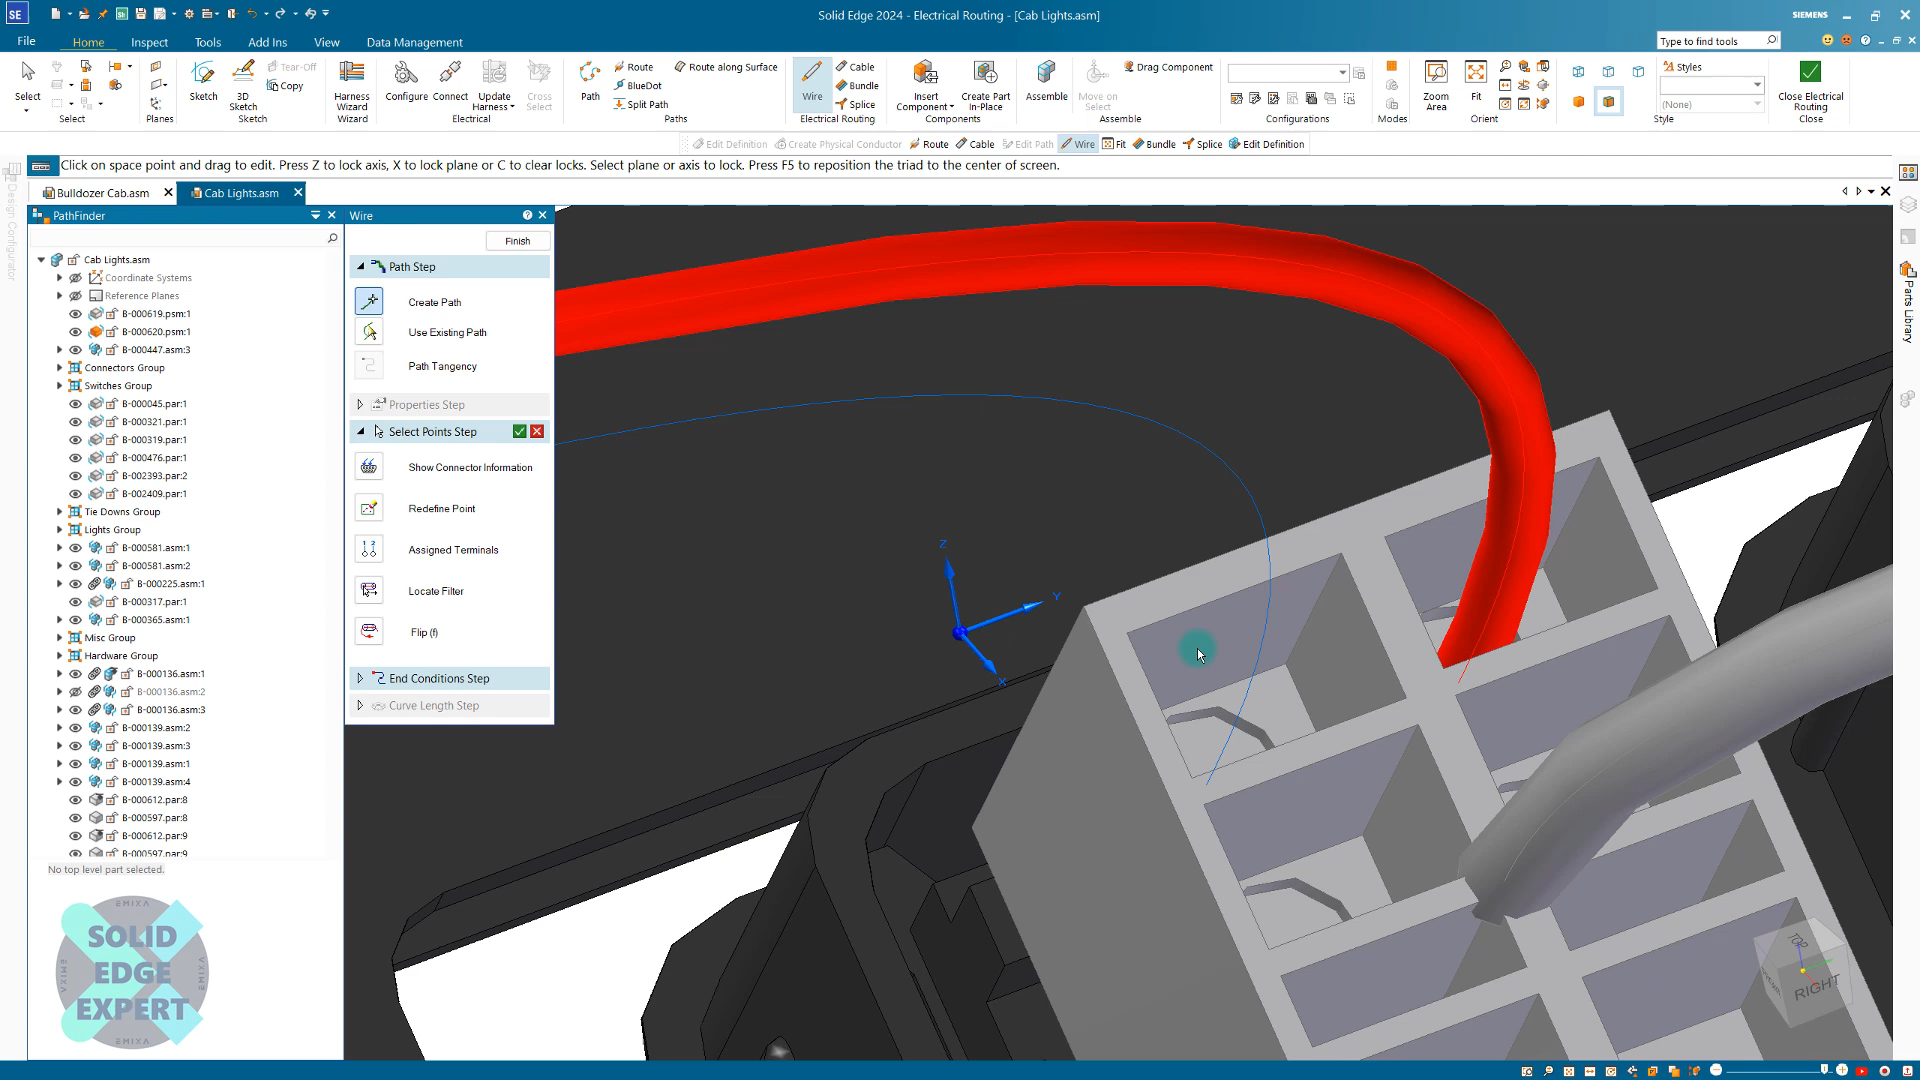 SE
Solid Edge 2024 - Electrical Routing - [Cab Lights.asm]
SIEMENS
File
Home
Inspect
Tools
Add Ins
View
Data Management
Type to find tools
Select
Select
Planes
Sketch
3D Sketch
Tear-Off
Copy
Sketch
Harness Wizard
Harness Wizard
Configure
Connect
Update Harness
Cross Select
Electrical
Path
Route
BlueDot
Split Path
Route along Surface
Paths
Wire
Cable
Bundle
Splice
Electrical Routing
Insert Component
Create Part In-Place
Components
Assemble
Move on Select
Drag Component
Assemble
Configurations
Modes
Zoom Area
Fit
Orient
Styles
(None)
Style
Close Electrical Routing
Close
Edit Definition
Create Physical Conductor
Route
Cable
Edit Path
Wire
Fit
Bundle
Splice
Edit Definition
Click on space point and drag to edit. Press Z to lock axis, X to lock plane or C to clear locks. Select plane or axis to lock. Press F5 to reposition the triad to the center of screen.
Bulldozer Cab.asm
Cab Lights.asm
Design Configurator
PathFinder
Cab Lights.asm
Coordinate Systems
Reference Planes
B-000619.psm:1
B-000620.psm:1
B-000447.asm:3
Connectors Group
Switches Group
B-000045.par:1
B-000321.par:1
B-000319.par:1
B-000476.par:1
B-002393.par:2
B-002409.par:1
Tie Downs Group
Lights Group
B-000581.asm:1
B-000581.asm:2
B-000225.asm:1
B-000317.par:1
B-000365.asm:1
Misc Group
Hardware Group
B-000136.asm:1
B-000136.asm:2
B-000136.asm:3
B-000139.asm:2
B-000139.asm:3
B-000139.asm:1
B-000139.asm:4
B-000612.par:8
B-000597.par:8
B-000612.par:9
B-000597.par:9
No top level part selected.
EMIXA
SOLID
EDGE
EXPERT
EMIXA
EMIXA
EMIXA
Wire
Finish
Path Step
Create Path
Use Existing Path
Path Tangency
Properties Step
Select Points Step
Show Connector Information
Redefine Point
Assigned Terminals
Locate Filter
Flip (f)
End Conditions Step
Curve Length Step
Z
Y
X
TOP
RIGHT
Parts Library